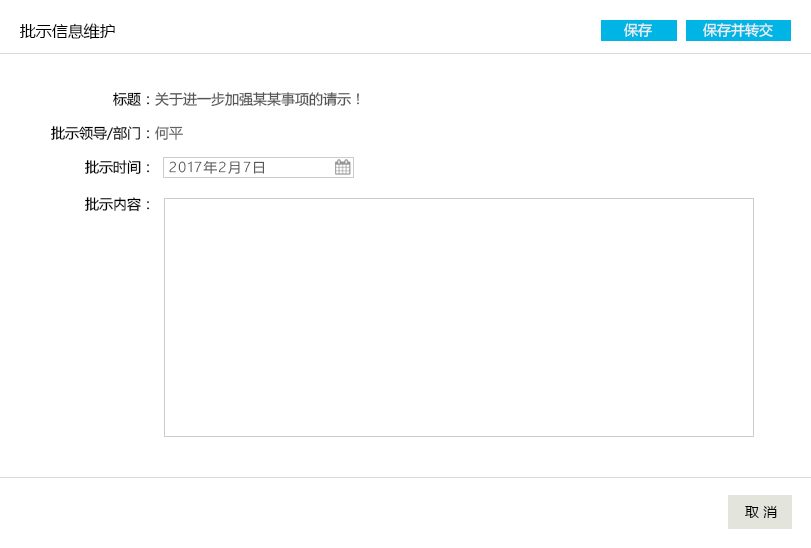 批示信息维护 保存 保存并转交
标题：关于进一步加强某某事项的请示！
批示领导/部门：何平
批示时间： 2017年2月7日
批示内容：
取 消